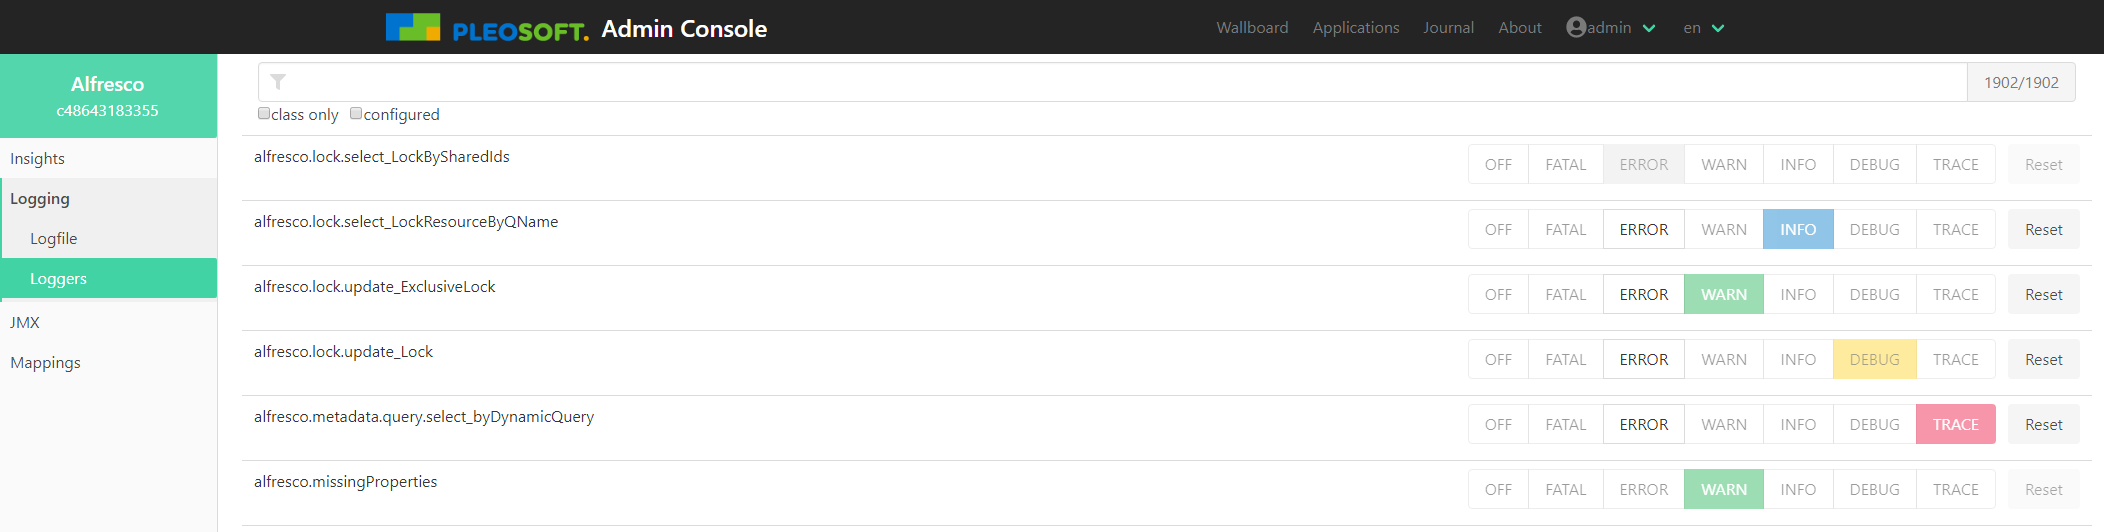 PLEOSOFT. Admin Console Wallboard Applications Journal About admin en
Alfresco
c48643183355
Insights
Logging
Logfile
Loggers
JMX
Mappings
1902/1902
class only configured
alfresco.lock.select_LockBySharedIds OFF FATAL ERROR WARN INFO DEBUG TRACE Reset
alfresco.lock.select_LockResourceByQName OFF FATAL ERROR WARN INFO DEBUG TRACE Reset
alfresco.lock.update_ExclusiveLock OFF FATAL ERROR WARN INFO DEBUG TRACE Reset
alfresco.lock.update_Lock OFF FATAL ERROR WARN INFO DEBUG TRACE Reset
alfresco.metadata.query.select_byDynamicQuery OFF FATAL ERROR WARN INFO DEBUG TRACE Reset
alfresco.missingProperties OFF FATAL ERROR WARN INFO DEBUG TRACE Reset